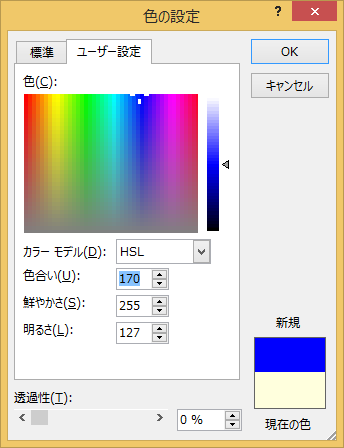 色の設定
?
標準
ユーザー設定
OK
キャンセル
色(C):
カラー モデル(D):
HSL
色合い(U):
170
鮮やかさ(S):
255
明るさ(L):
127
新規
現在の色
透過性(T):
0 %